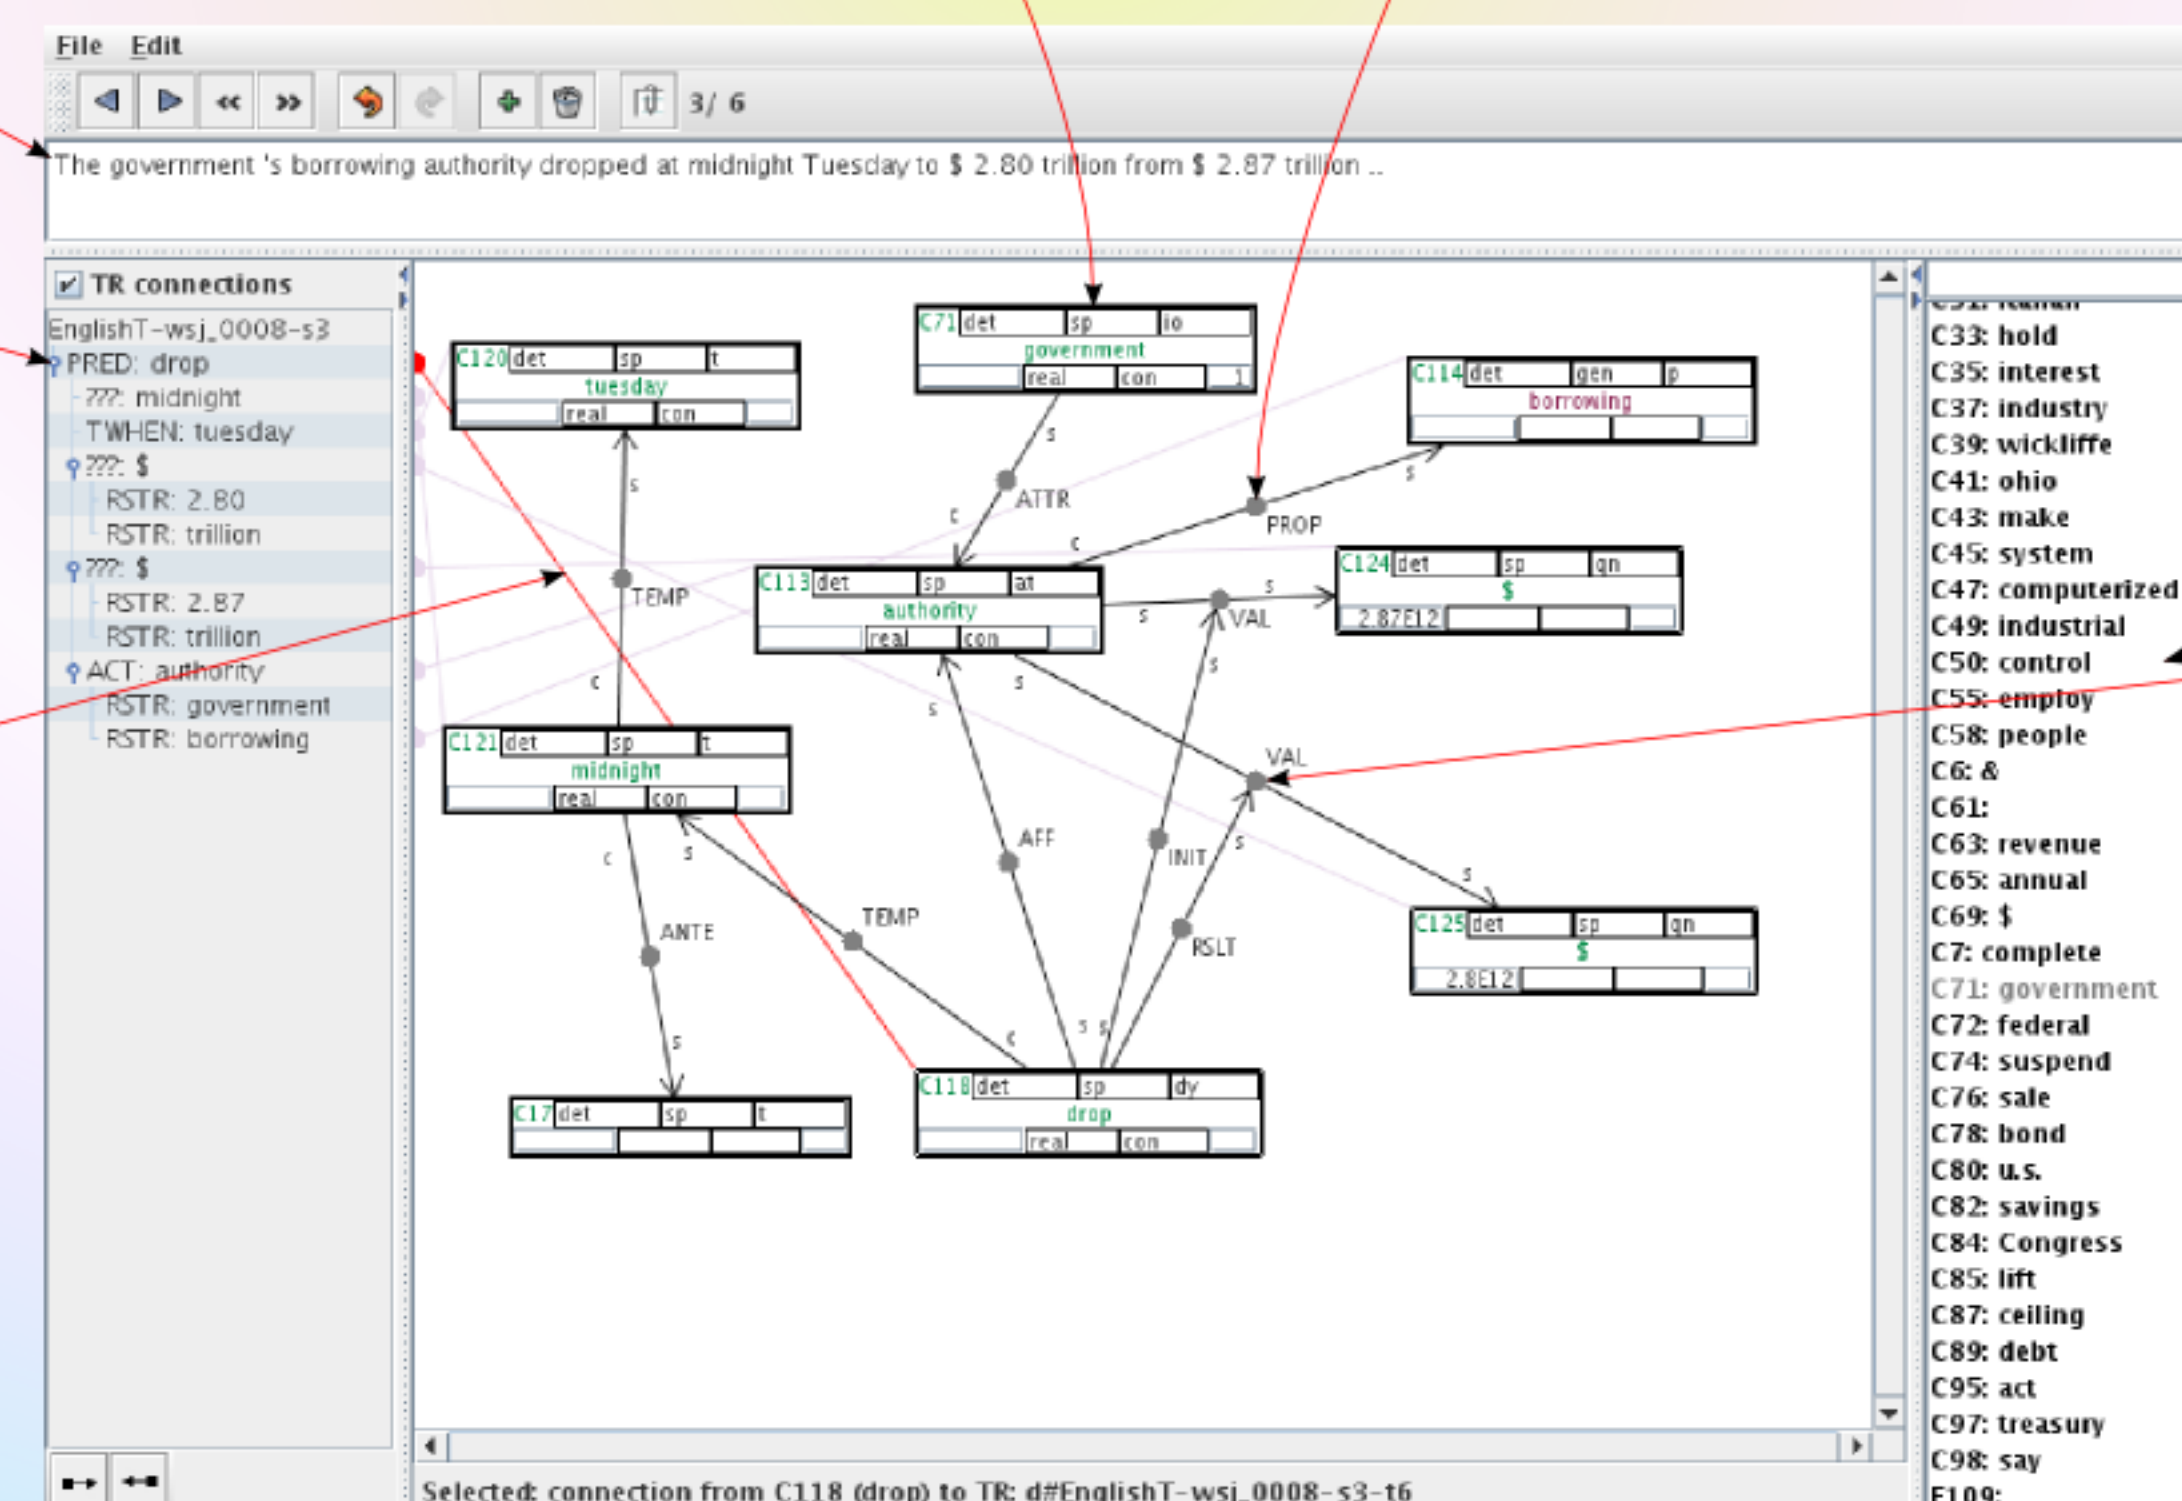 File Edit
3/ 6
The government 's borrowing authority dropped at midnight Tuesday to $ 2.80 trillion from $ 2.87 trillion ..
TR connections
EnglishT-wsj_0008-s3
PRED: drop
???: midnight
TWHEN: tuesday
???: $
RSTR: 2.80
RSTR: trillion
???: $
RSTR: 2.87
RSTR: trillion
ACT: authority
RSTR: government
RSTR: borrowing
C71 det sp io
government
real con 1
C120 det sp t
tuesday
real con
C114 det gen p
borrowing
s
ATTR
c
s
TEMP
c
s
PROP
c
C113 det sp at
authority
real con
C124 det sp qn
$
2.87E12
s
VAL
s
s
s
s
C121 det sp t
midnight
real con
VAL
AFF
INIT
s
s
RSLT
c
s
ANTE
TEMP
s
c
s s
C125 det sp qn
$
2.8E12
C17 det sp t
C118 det sp dy
drop
real con
C33: hold
C35: interest
C37: industry
C39: wickliffe
C41: ohio
C43: make
C45: system
C47: computerized
C49: industrial
C50: control
C55: employ
C58: people
C6: &
C61:
C63: revenue
C65: annual
C69: $
C7: complete
C71: government
C72: federal
C74: suspend
C76: sale
C78: bond
C80: u.s.
C82: savings
C84: Congress
C85: lift
C87: ceiling
C89: debt
C95: act
C97: treasury
C98: say
E109:
Selected: connection from C118 (drop) to TR: d#EnglishT-wsj_0008-s3-t6